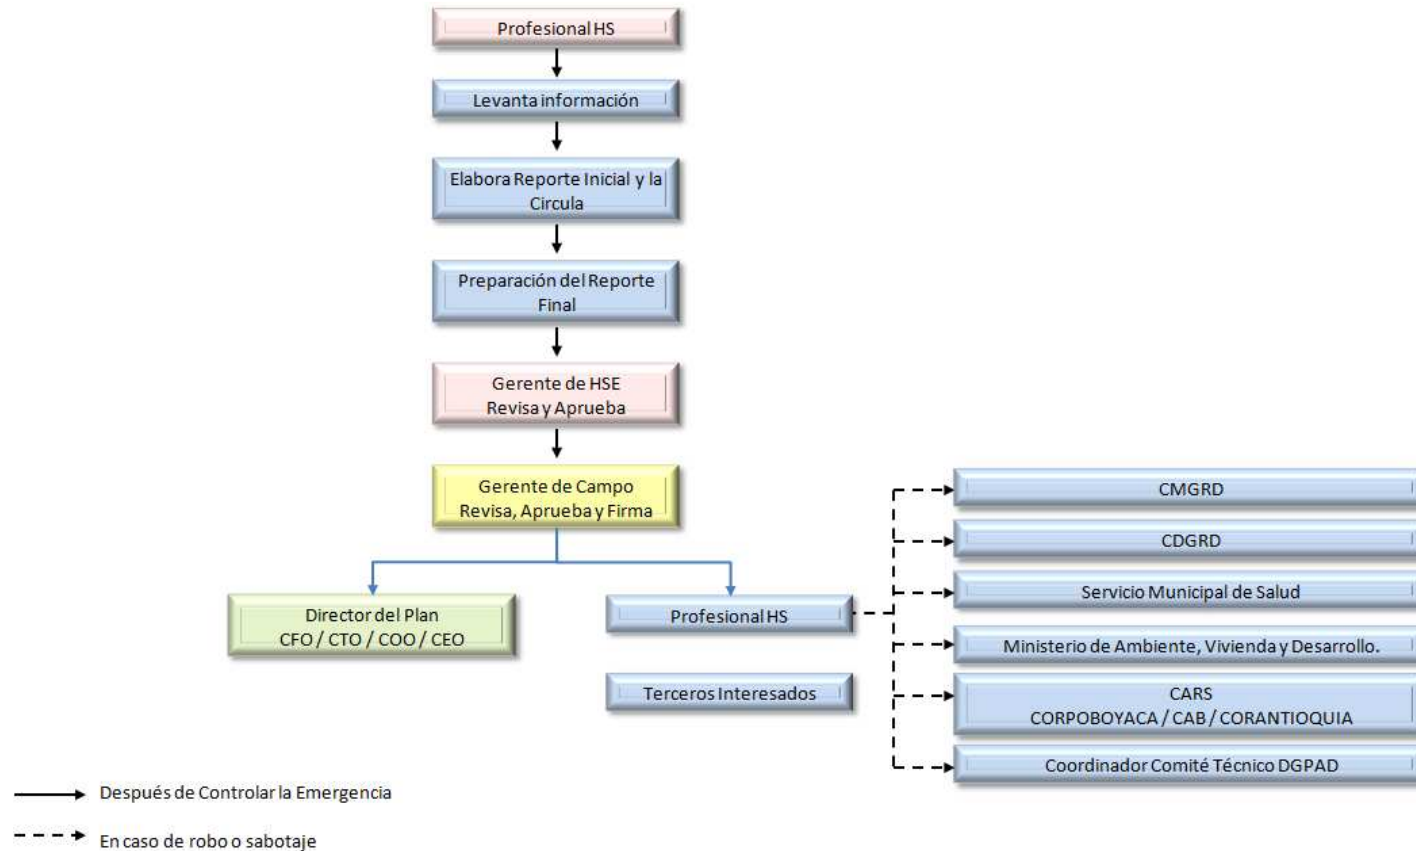 Profesional HS
Levanta información
Elabora Reporte Inicial y la
Circula
Preparación del Reporte
Final
Gerente de HSE
Revisa y Aprueba
Gerente de Campo
Revisa, Aprueba y Firma
Director del Plan
CFO / CTO / COO / CEO
Profesional HS
Terceros Interesados
CMGRD
CDGRD
Servicio Municipal de Salud
Ministerio de Ambiente, Vivienda y Desarrollo.
CARS
CORPOBOYACA / CAB / CORANTIOQUIA
Coordinador Comité Técnico DGPAD
Después de Controlar la Emergencia
En caso de robo o sabotaje